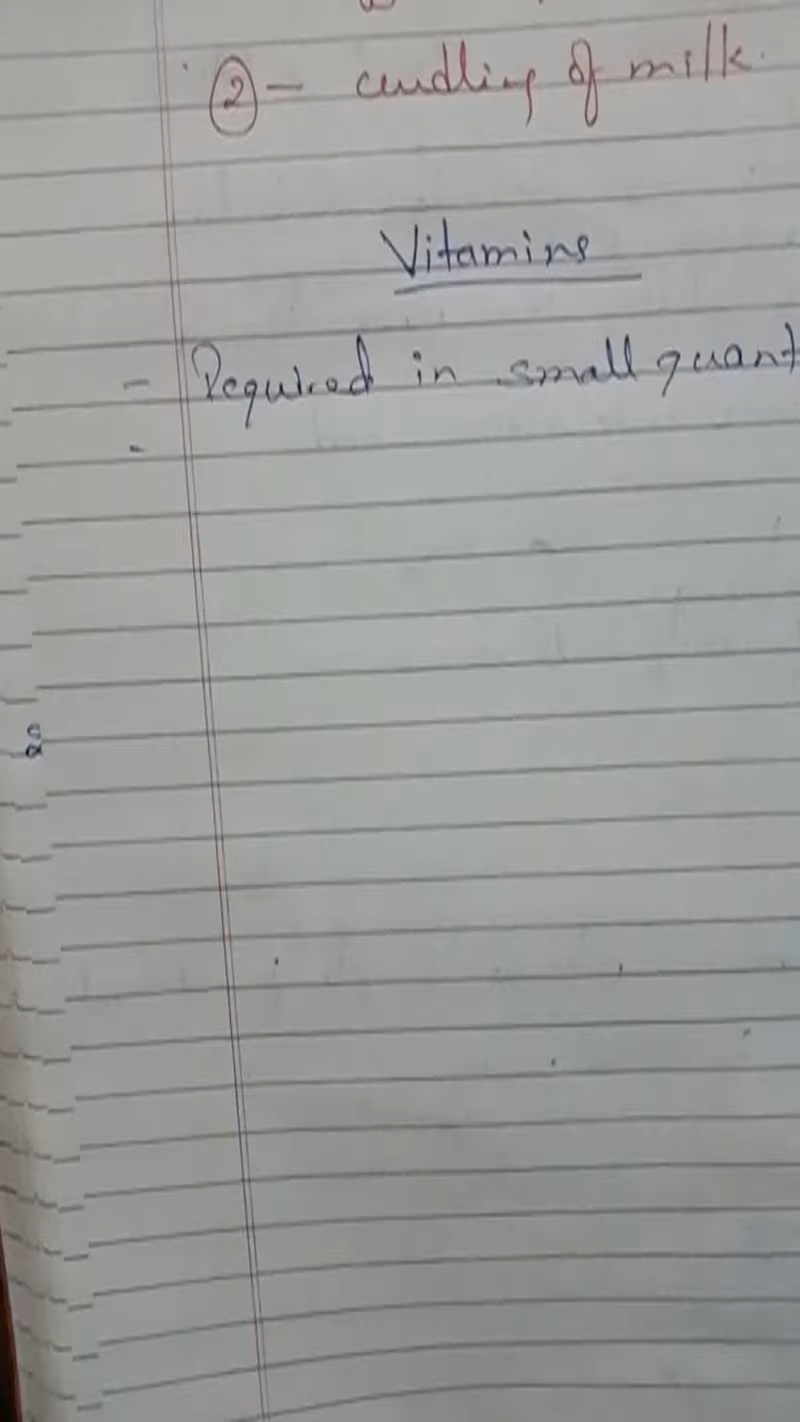 ② - curdling of milk.
Vitamins
- Required in small quant
-